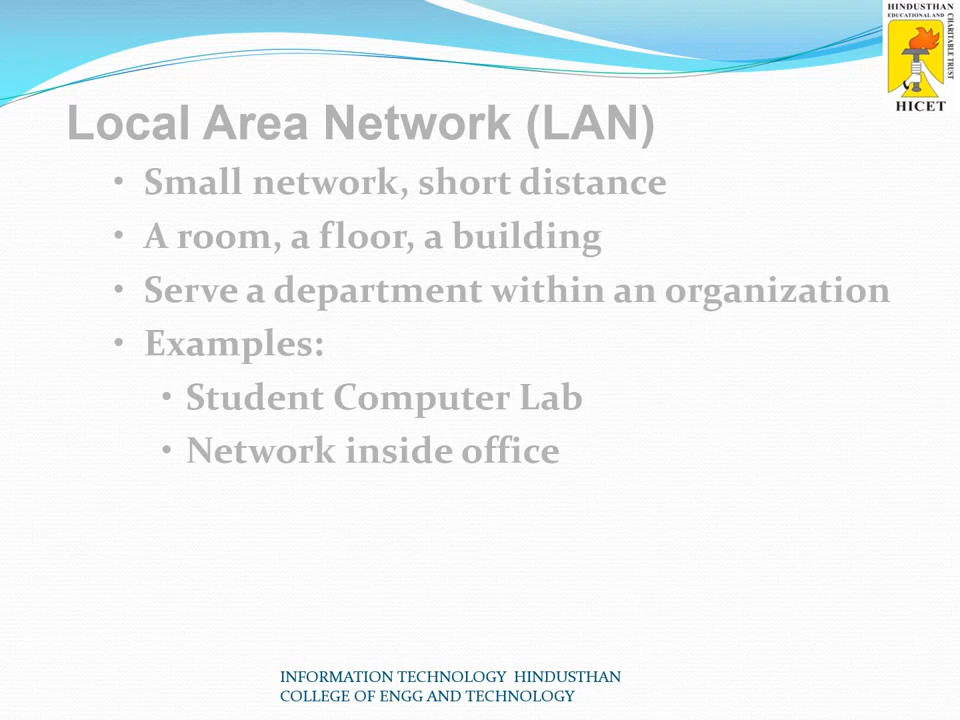 HINDUSTHAN
EDUCATIONAL AND
CHARITABLE TRUST
HICET
Local Area Network (LAN)
• Small network, short distance
• A room, a floor, a building
• Serve a department within an organization
• Examples:
• Student Computer Lab
• Network inside office
INFORMATION TECHNOLOGY HINDUSTHAN
COLLEGE OF ENGG AND TECHNOLOGY